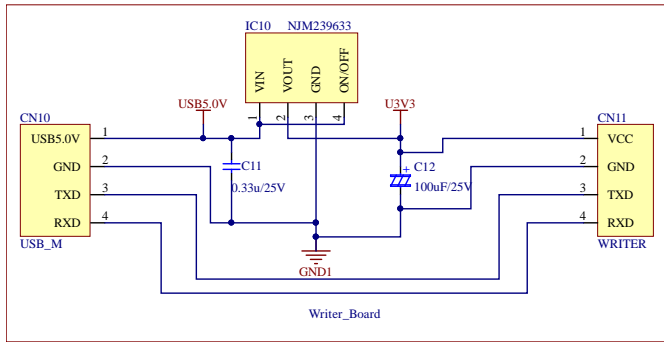 IC10 NJM239633
VIN
VOUT
GND
ON/OFF
USB5.0V
U3V3
1
2
3
4
CN10
USB5.0V 1
GND 2
TXD 3
RXD 4
USB_M
C11
0.33u/25V
+
C12
100uF/25V
CN11
1 VCC
2 GND
3 TXD
4 RXD
WRITER
GND1
Writer_Board